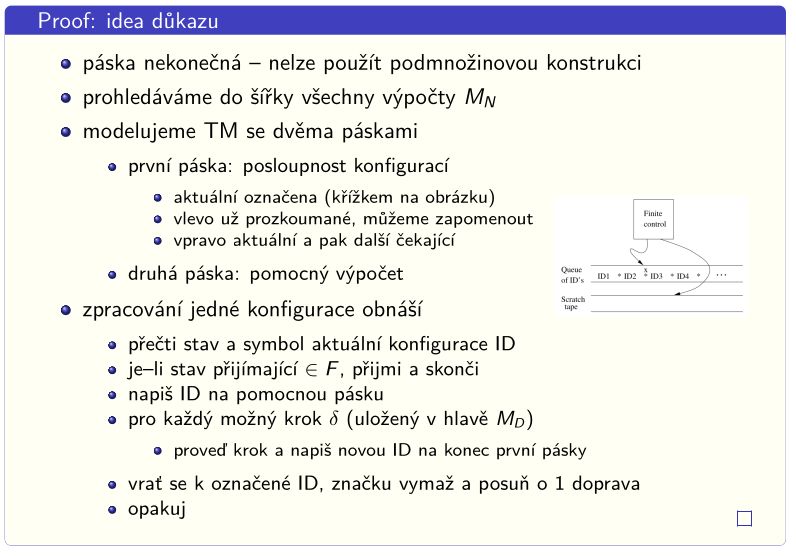 Proof: idea důkazu
páska nekonečná – nelze použít podmnožinovou konstrukci
prohledáváme do šířky všechny výpočty M_N
modelujeme TM se dvěma páskami
první páska: posloupnost konfigurací
aktuální označena (křížkem na obrázku)
vlevo už prozkoumané, můžeme zapomenout
vpravo aktuální a pak další čekající
druhá páska: pomocný výpočet
Finite
control
x
Queue
of ID's
ID1 * ID2 * ID3 * ID4 * ...
Scratch
tape
zpracování jedné konfigurace obnáší
přečti stav a symbol aktuální konfigurace ID
je–li stav přijímající ∈ F, přijmi a skonči
napiš ID na pomocnou pásku
pro každý možný krok δ (uložený v hlavě M_D)
proveď krok a napiš novou ID na konec první pásky
vrať se k označené ID, značku vymaž a posuň o 1 doprava
opakuj